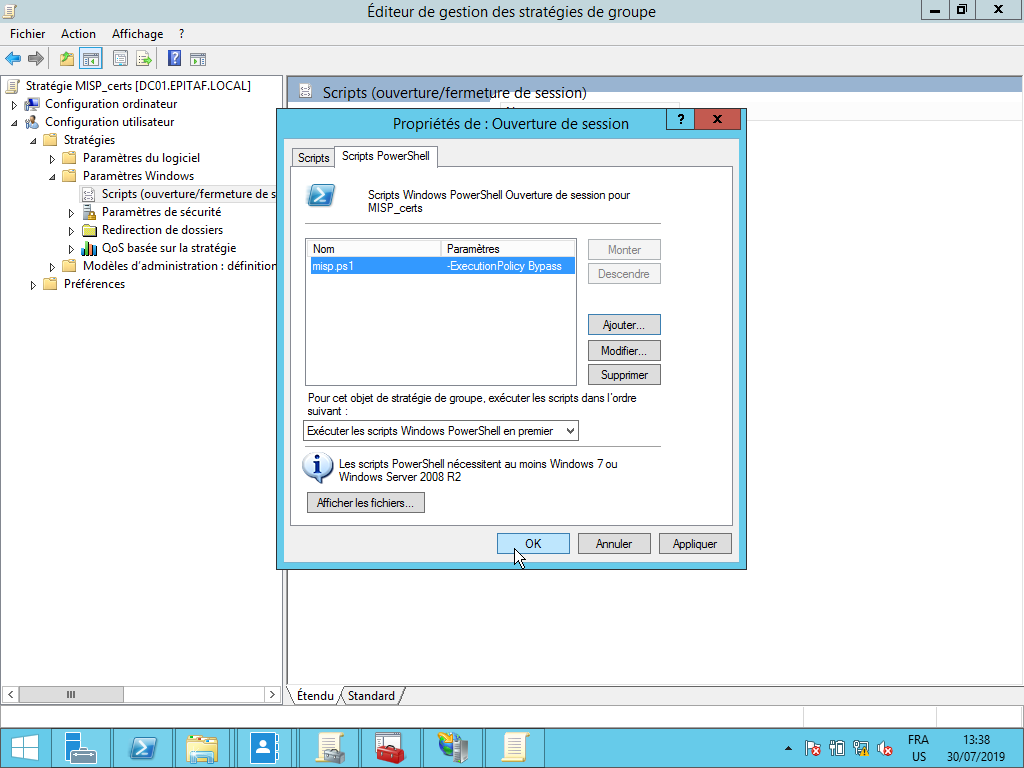 Éditeur de gestion des stratégies de groupe
Fichier Action Affichage ?
Stratégie MISP_certs [DC01.EPITAF.LOCAL]
Configuration ordinateur
Configuration utilisateur
Stratégies
Paramètres du logiciel
Paramètres Windows
Scripts (ouverture/fermeture de s
Paramètres de sécurité
Redirection de dossiers
QoS basée sur la stratégie
Modèles d'administration : définition
Préférences
Scripts (ouverture/fermeture de session)
Propriétés de : Ouverture de session
? x
Scripts
Scripts PowerShell
Scripts Windows PowerShell Ouverture de session pour
MISP_certs
Nom Paramètres
misp.ps1 -ExecutionPolicy Bypass
Monter
Descendre
Ajouter...
Modifier...
Supprimer
Pour cet objet de stratégie de groupe, exécuter les scripts dans l'ordre
suivant :
Exécuter les scripts Windows PowerShell en premier
Les scripts PowerShell nécessitent au moins Windows 7 ou
Windows Server 2008 R2
Afficher les fichiers...
OK Annuler Appliquer
Étendu Standard
FRA
US
13:38
30/07/2019